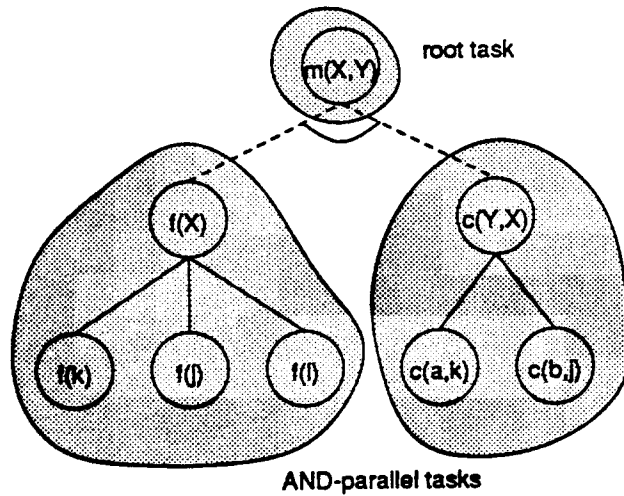 root task
m(X,Y)
f(X)
c(Y,X)
f(k)
f(j)
f(l)
c(a,k)
c(b,j)
AND-parallel tasks